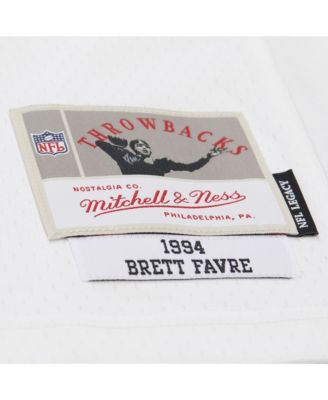 THROWBACKS
NFL
NOSTALGIA CO.
Mitchell & Ness
PHILADELPHIA, PA.
NFL LEGACY
1994
BRETT FAVRE